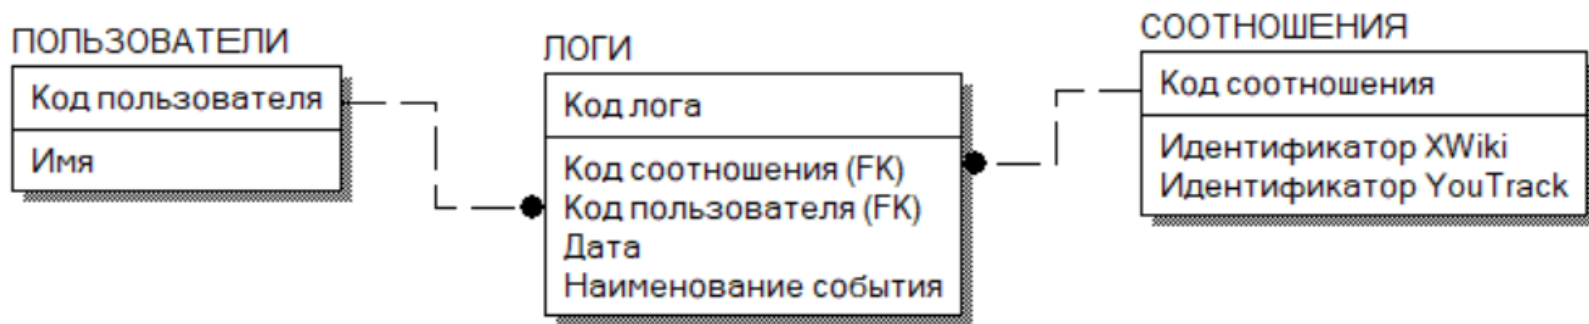 ПОЛЬЗОВАТЕЛИ
Код пользователя
Имя
ЛОГИ
Код лога
Код соотношения (FK)
Код пользователя (FK)
Дата
Наименование события
СООТНОШЕНИЯ
Код соотношения
Идентификатор XWiki
Идентификатор YouTrack